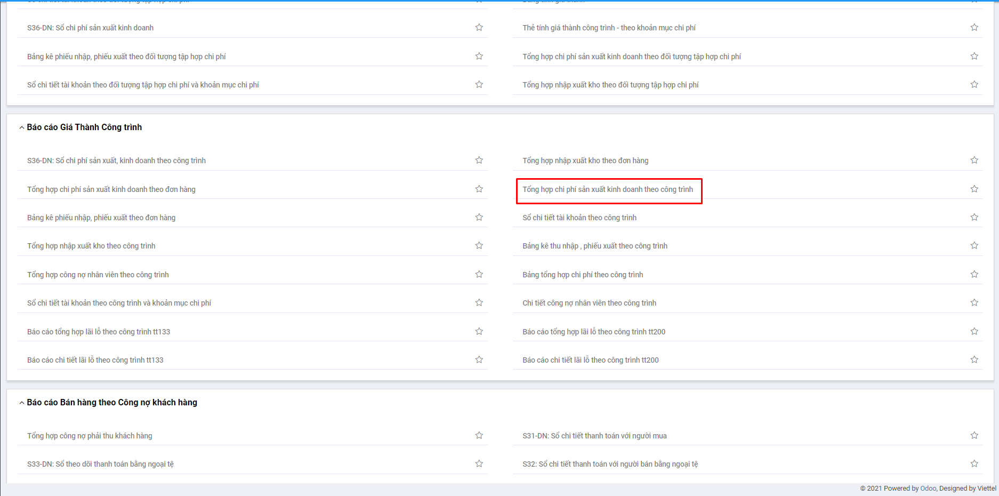 S36-DN: Sổ chi phí sản xuất kinh doanh
Thẻ tính giá thành công trình - theo khoản mục chi phí
Bảng kê phiếu nhập, phiếu xuất theo đối tượng tập hợp chi phí
Tổng hợp chi phí sản xuất kinh doanh theo đối tượng tập hợp chi phí
Sổ chi tiết tài khoản theo đối tượng tập hợp chi phí và khoản mục chi phí
Tổng hợp nhập xuất kho theo đối tượng tập hợp chi phí
Báo cáo Giá Thành Công trình
S36-DN: Sổ chi phí sản xuất, kinh doanh theo công trình
Tổng hợp nhập xuất kho theo đơn hàng
Tổng hợp chi phí sản xuất kinh doanh theo đơn hàng
Tổng hợp chi phí sản xuất kinh doanh theo công trình
Bảng kê phiếu nhập, phiếu xuất theo đơn hàng
Sổ chi tiết tài khoản theo công trình
Tổng hợp nhập xuất kho theo công trình
Bảng kê thu nhập , phiếu xuất theo công trình
Tổng hợp công nợ nhân viên theo công trình
Bảng tổng hợp chi phí theo công trình
Sổ chi tiết tài khoản theo công trình và khoản mục chi phí
Chi tiết công nợ nhân viên theo công trình
Báo cáo tổng hợp lãi lỗ theo công trình tt133
Báo cáo tổng hợp lãi lỗ theo công trình tt200
Báo cáo chi tiết lãi lỗ theo công trình tt133
Báo cáo chi tiết lãi lỗ theo công trình tt200
Báo cáo Bán hàng theo Công nợ khách hàng
Tổng hợp công nợ phải thu khách hàng
S31-DN: Sổ chi tiết thanh toán với người mua
S33-DN: Sổ theo dõi thanh toán bằng ngoại tệ
S32: Sổ chi tiết thanh toán với người bán bằng ngoại tệ
© 2021 Powered by Odoo, Designed by Viettel